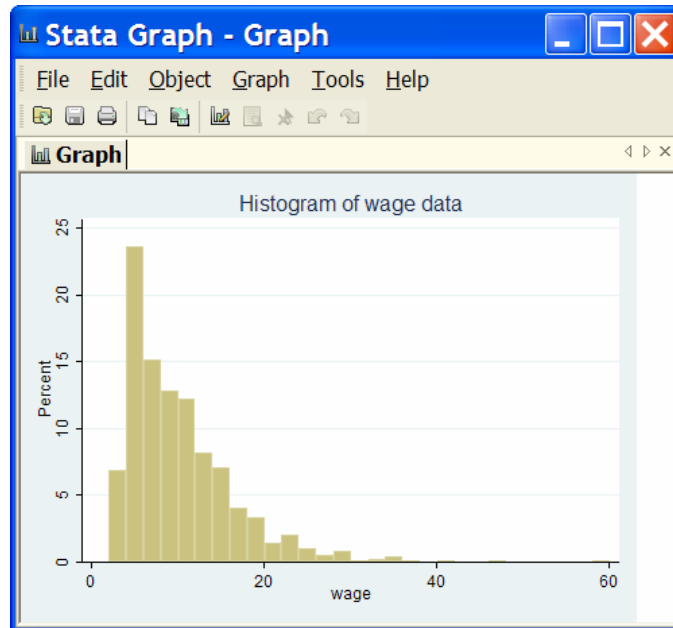 Stata Graph - Graph
File Edit Object Graph Tools Help
Graph
Histogram of wage data
Percent
25
20
15
10
5
0
0 20 40 60
wage